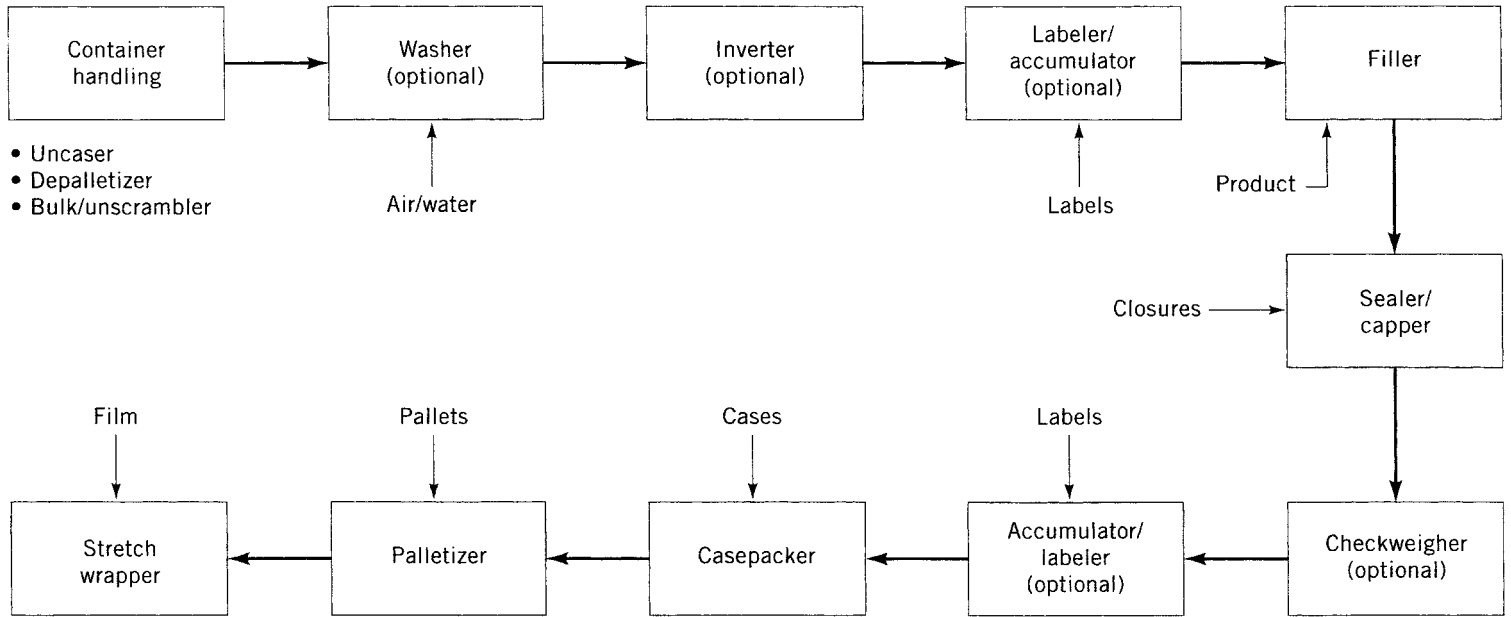 Container
handling
Washer
(optional)
Inverter
(optional)
Labeler/
accumulator
(optional)
Filler
• Uncaser
• Depalletizer
• Bulk/unscrambler
Air/water
Labels
Product
Closures
Sealer/
capper
Film
Pallets
Cases
Labels
Stretch
wrapper
Palletizer
Casepacker
Accumulator/
labeler
(optional)
Checkweigher
(optional)